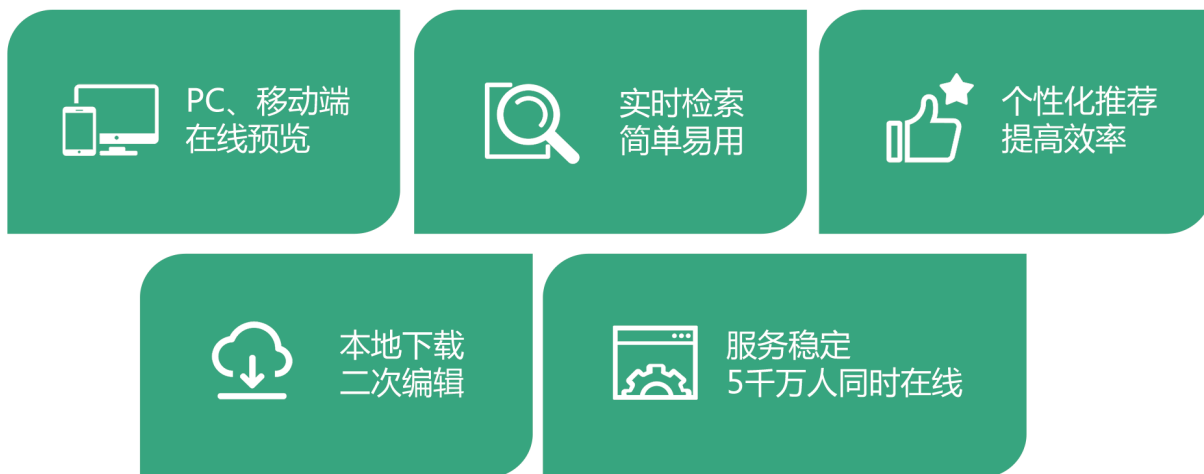 PC、移动端
在线预览
实时检索
简单易用
个性化推荐
提高效率
本地下载
二次编辑
服务稳定
5千万人同时在线